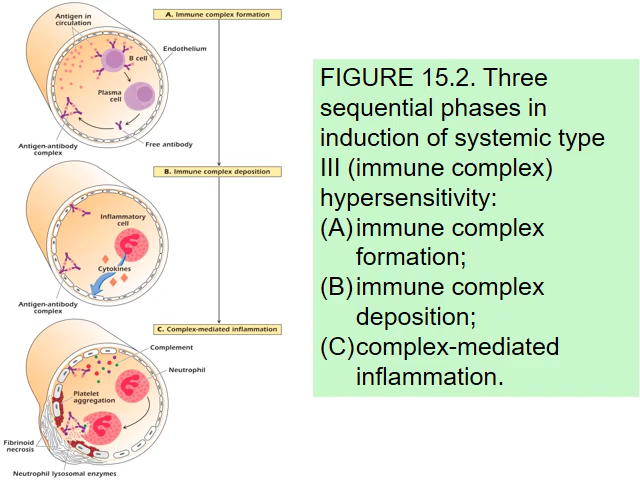 Antigen in
circulation
A. Immune complex formation
Endothelium
B cell
Plasma
cell
Free antibody
Antigen-antibody
complex
B. Immune complex deposition
Inflammatory
cell
Cytokines
Antigen-antibody
complex
C. Complex-mediated inflammation
Complement
Neutrophil
Platelet
aggregation
Fibrinoid
necrosis
Neutrophil lysosomal enzymes
FIGURE 15.2. Three
sequential phases in
induction of systemic type
III (immune complex)
hypersensitivity:
(A) immune complex
formation;
(B) immune complex
deposition;
(C) complex-mediated
inflammation.